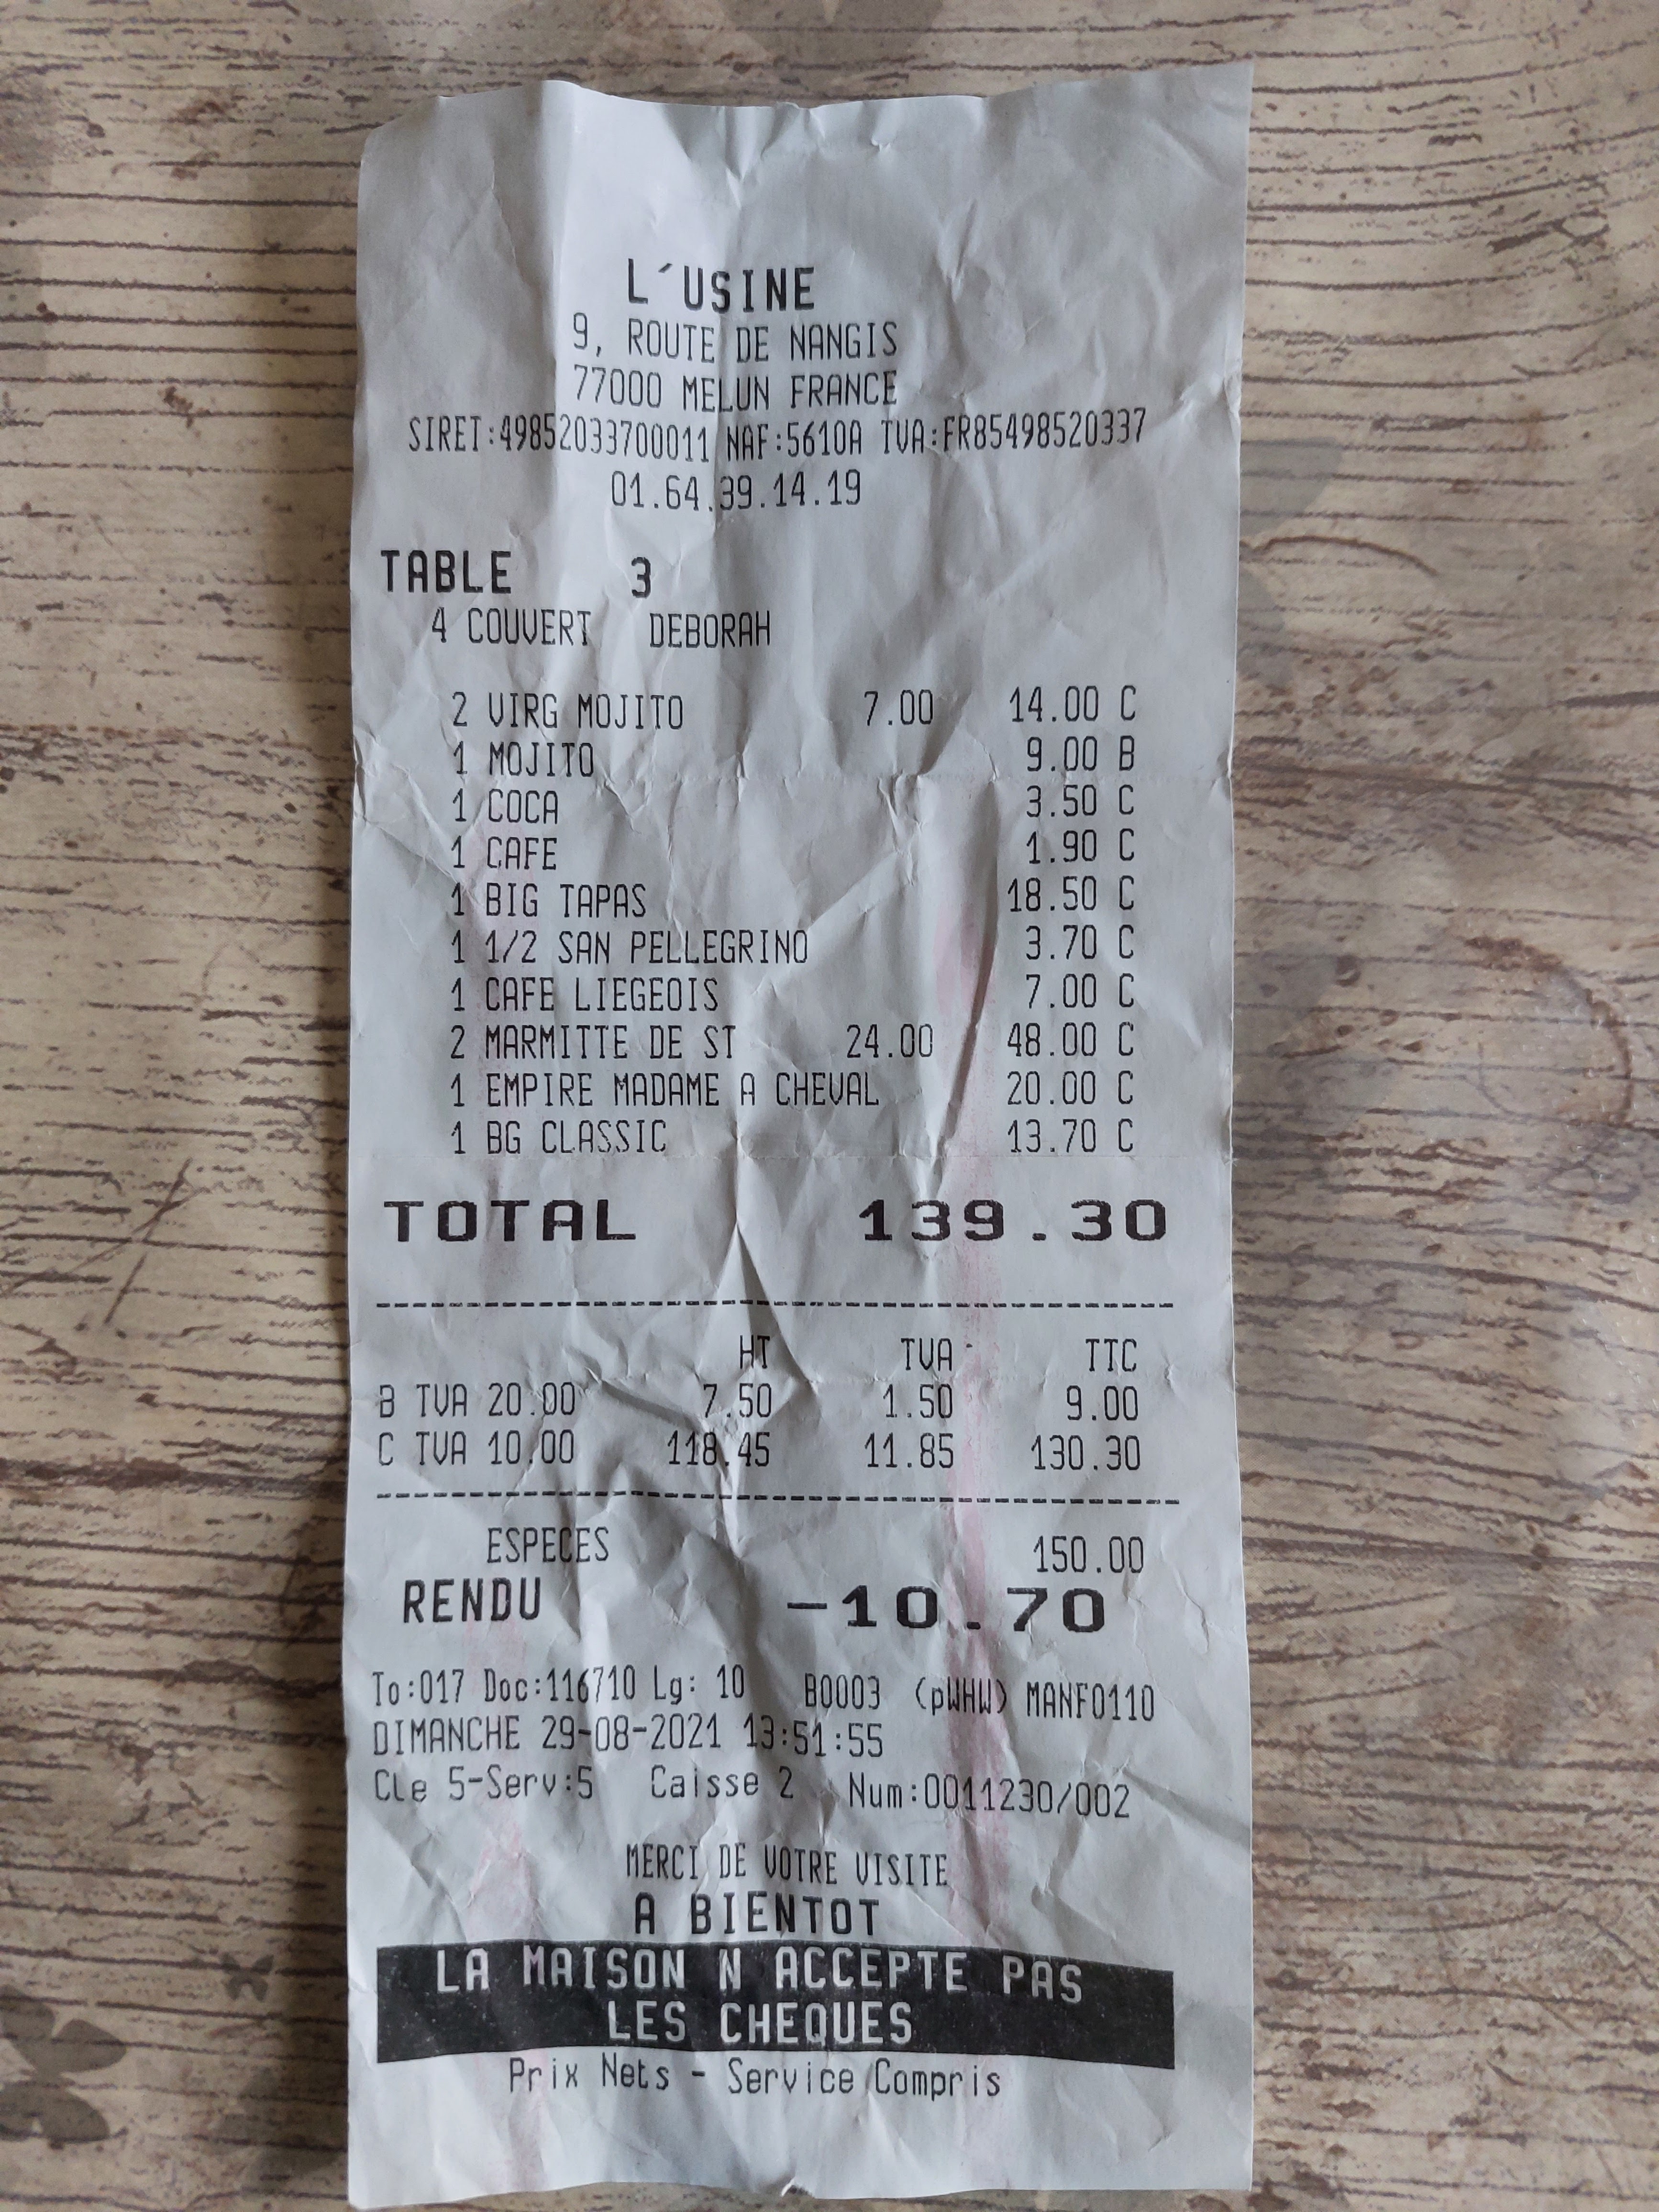 L´USINE
9, ROUTE DE NANGIS
77000 MELUN FRANCE
SIRET:49852033700011 NAF:5610A TVA:FR85498520337
01.64.39.14.19
TABLE 3
4 COUVERT DEBORAH
2 VIRG MOJITO 7.00 14.00 C
1 MOJITO 9.00 B
1 COCA 3.50 C
1 CAFE 1.90 C
1 BIG TAPAS 18.50 C
1 1/2 SAN PELLEGRINO 3.70 C
1 CAFE LIEGEOIS 7.00 C
2 MARMITTE DE ST 24.00 48.00 C
1 EMPIRE MADAME A CHEVAL 20.00 C
1 BG CLASSIC 13.70 C
TOTAL 139.30
HT TVA TTC
B TVA 20.00 7.50 1.50 9.00
C TVA 10.00 118.45 11.85 130.30
ESPECES 150.00
RENDU -10.70
To:017 Doc:116710 Lg: 10 B0003 (pWHW) MANF0110
DIMANCHE 29-08-2021 13:51:55
Cle 5-Serv:5 Caisse 2 Num:0011230/002
MERCI DE VOTRE VISITE
A BIENTOT
LA MAISON N ACCEPTE PAS
LES CHEQUES
Prix Nets - Service Compris